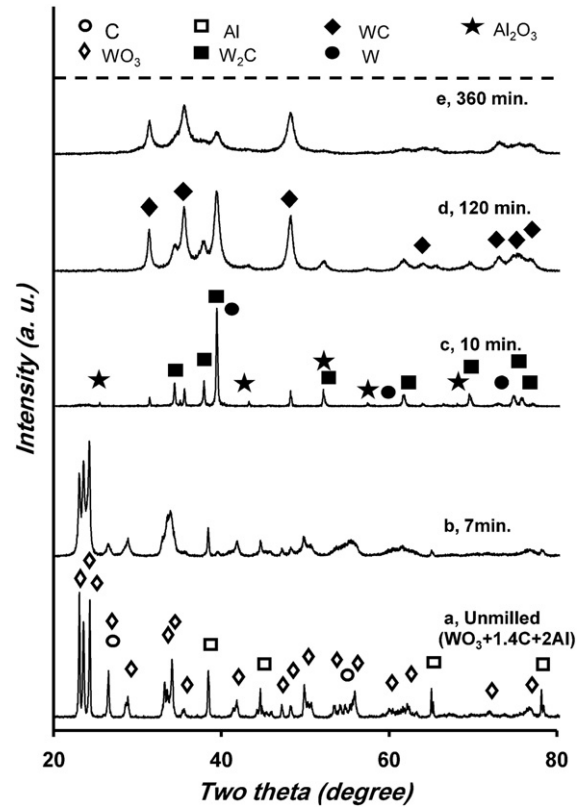 C Al WC Al₂O₃
WO₃ W₂C W
e, 360 min.
d, 120 min.
c, 10 min.
b, 7min.
a, Unmilled
(WO₃+1.4C+2Al)
Intensity (a. u.)
20 40 60 80
Two theta (degree)